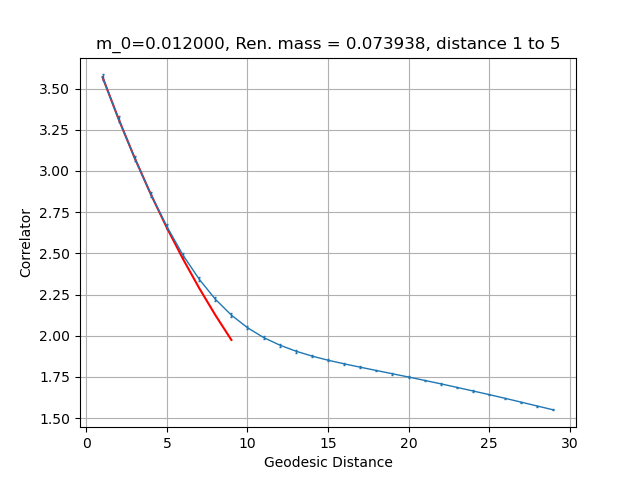 m_0=0.012000, Ren. mass = 0.073938, distance 1 to 5
3.50
3.25
3.00
2.75
2.50
2.25
2.00
1.75
1.50
Correlator
0 5 10 15 20 25 30
Geodesic Distance